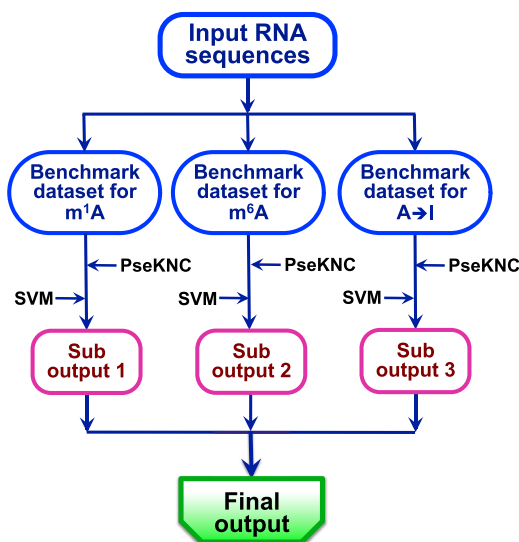 Input RNA
sequences
Benchmark
dataset for
m¹A
Benchmark
dataset for
m⁶A
Benchmark
dataset for
A→I
PseKNC
PseKNC
PseKNC
SVM
SVM
SVM
Sub
output 1
Sub
output 2
Sub
output 3
Final
output